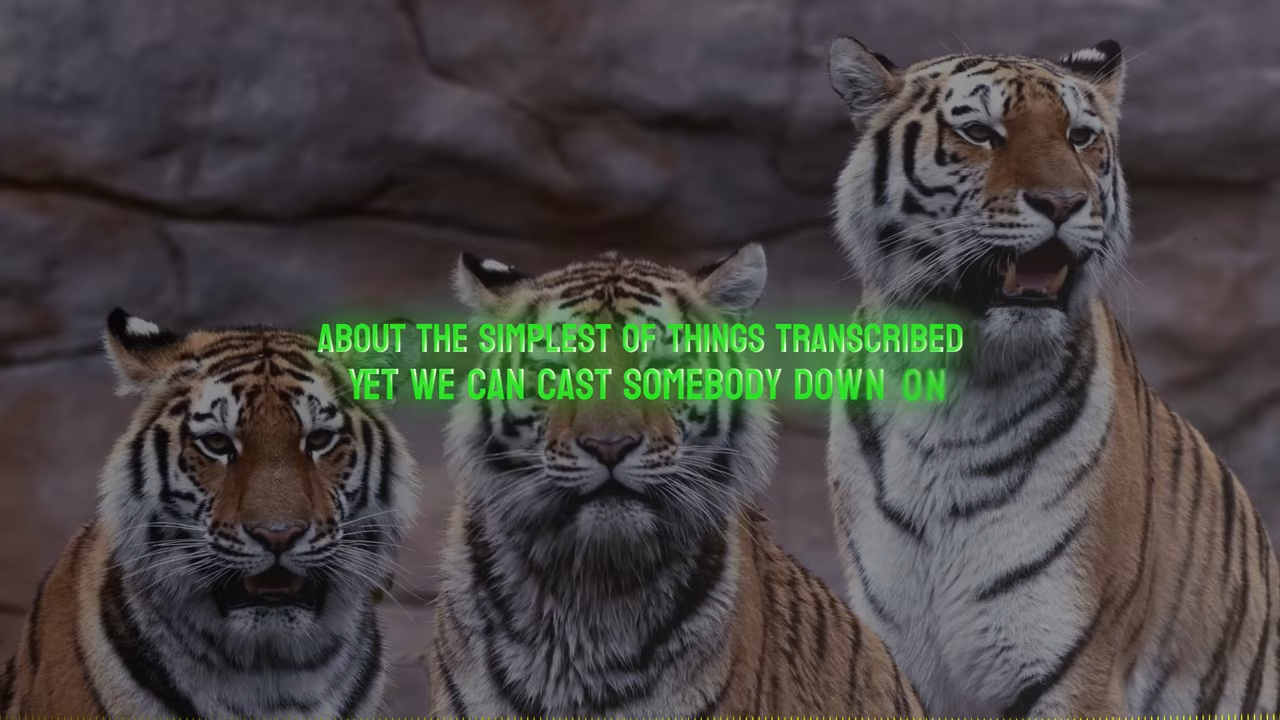 ABOUT THE SIMPLEST OF THINGS TRANSCRIBED
YET WE CAN CAST SOMEBODY DOWN ON